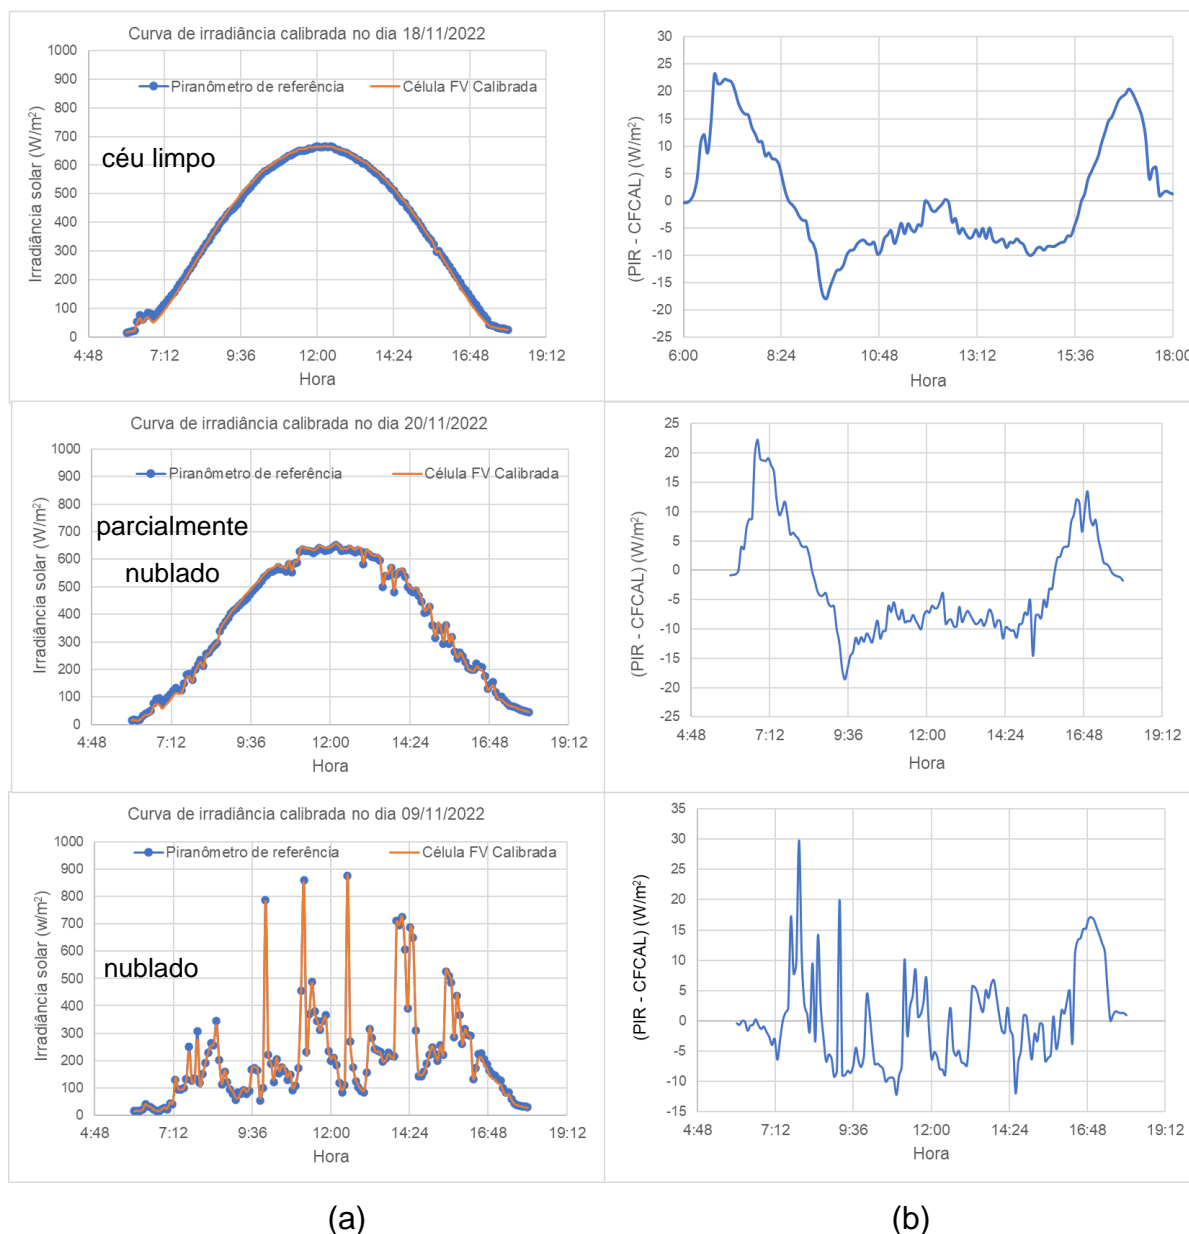 Curva de irradiância calibrada no dia 18/11/2022
1000
900
800
700
600
500
400
300
200
100
0
Irradiância solar (W/m²)
Piranômetro de referência
Célula FV Calibrada
céu limpo
4:48 7:12 9:36 12:00 14:24 16:48 19:12
Hora
30
25
20
15
10
5
0
-5
-10
-15
-20
-25
(PIR - CFCAL) (W/m²)
6:00 8:24 10:48 13:12 15:36 18:00
Hora
Curva de irradiância calibrada no dia 20/11/2022
1000
900
800
700
600
500
400
300
200
100
0
Irradiância solar (W/m²)
Piranômetro de referência
Célula FV Calibrada
parcialmente
nublado
4:48 7:12 9:36 12:00 14:24 16:48 19:12
Hora
25
20
15
10
5
0
-5
-10
-15
-20
-25
(PIR - CFCAL) (W/m²)
4:48 7:12 9:36 12:00 14:24 16:48 19:12
Hora
Curva de irradiância calibrada no dia 09/11/2022
1000
900
800
700
600
500
400
300
200
100
0
Irradiância solar (w/m²)
Piranômetro de referência
Célula FV Calibrada
nublado
4:48 7:12 9:36 12:00 14:24 16:48 19:12
Hora
35
30
25
20
15
10
5
0
-5
-10
-15
(PIR - CFCAL) (W/m²)
4:48 7:12 9:36 12:00 14:24 16:48 19:12
Hora
(a)
(b)